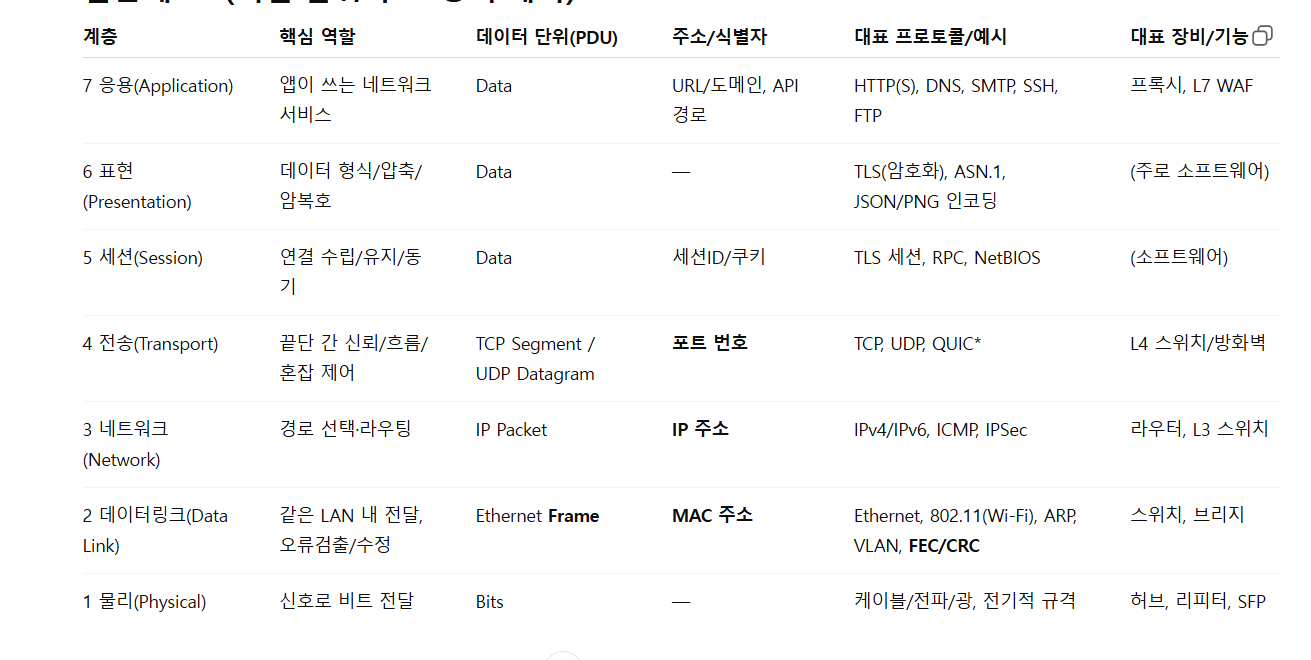 계층 핵심 역할 데이터 단위(PDU) 주소/식별자 대표 프로토콜/예시 대표 장비/기능
7 응용(Application) 앱이 쓰는 네트워크 Data URL/도메인, API HTTP(S), DNS, SMTP, SSH, 프록시, L7 WAF
서비스 경로 FTP
6 표현 데이터 형식/압축/ Data — TLS(암호화), ASN.1, (주로 소프트웨어)
(Presentation) 암복호 JSON/PNG 인코딩
5 세션(Session) 연결 수립/유지/동 Data 세션ID/쿠키 TLS 세션, RPC, NetBIOS (소프트웨어)
기
4 전송(Transport) 끝단 간 신뢰/흐름/ TCP Segment / 포트 번호 TCP, UDP, QUIC* L4 스위치/방화벽
혼잡 제어 UDP Datagram
3 네트워크 경로 선택·라우팅 IP Packet IP 주소 IPv4/IPv6, ICMP, IPSec 라우터, L3 스위치
(Network)
2 데이터링크(Data 같은 LAN 내 전달, Ethernet Frame MAC 주소 Ethernet, 802.11(Wi-Fi), ARP, 스위치, 브리지
Link) 오류검출/수정 VLAN, FEC/CRC
1 물리(Physical) 신호로 비트 전달 Bits — 케이블/전파/광, 전기적 규격 허브, 리피터, SFP